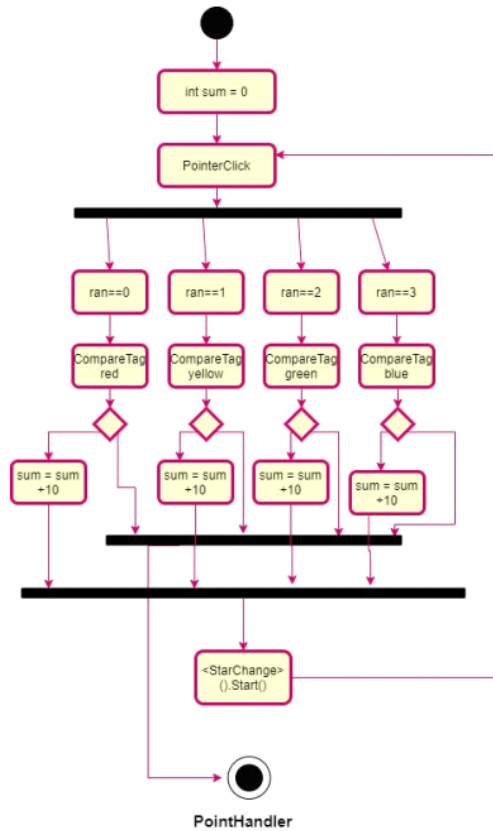 int sum = 0
PointerClick
ran==0
ran==1
ran==2
ran==3
CompareTag
red
CompareTag
yellow
CompareTag
green
CompareTag
blue
sum = sum
+10
sum = sum
+10
sum = sum
+10
sum = sum
+10
<StarChange>
().Start()
PointHandler